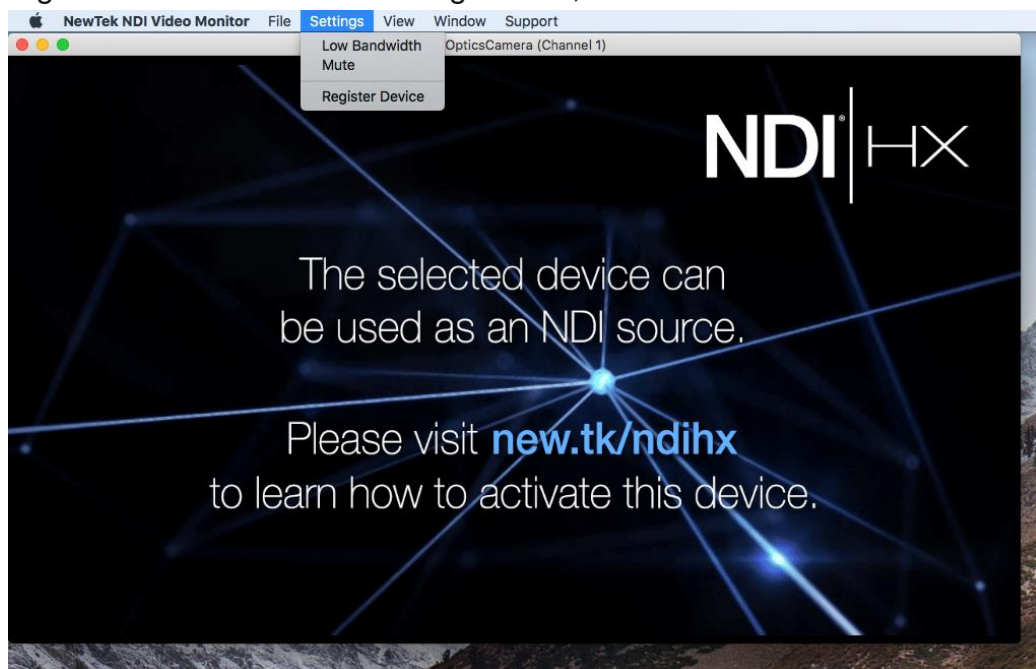 NewTek NDI Video Monitor File Settings View Window Support
OpticsCamera (Channel 1)
Low Bandwidth
Mute
Register Device
NDI® HX
The selected device can
be used as an NDI source.
Please visit new.tk/ndihx
to learn how to activate this device.